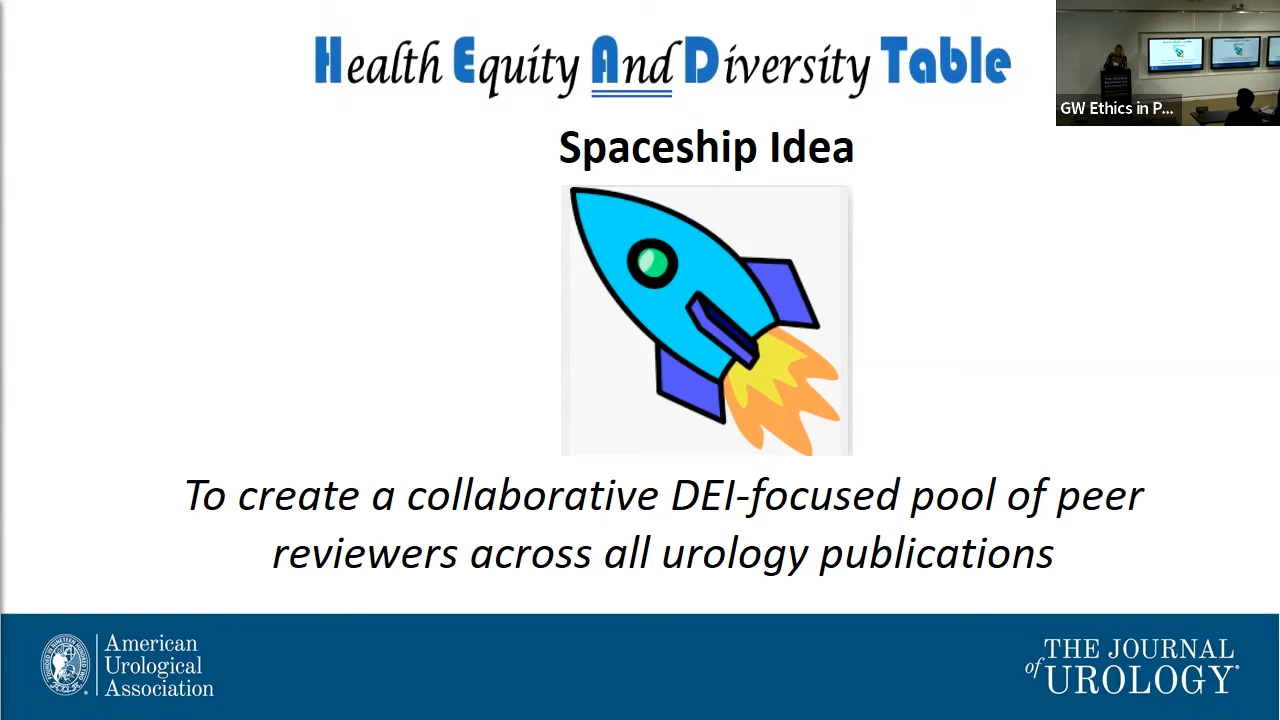 Health Equity And Diversity Table
Spaceship Idea
To create a collaborative DEI-focused pool of peer
reviewers across all urology publications
GW Ethics in P...
American
Urological
Association
THE JOURNAL
of UROLOGY®